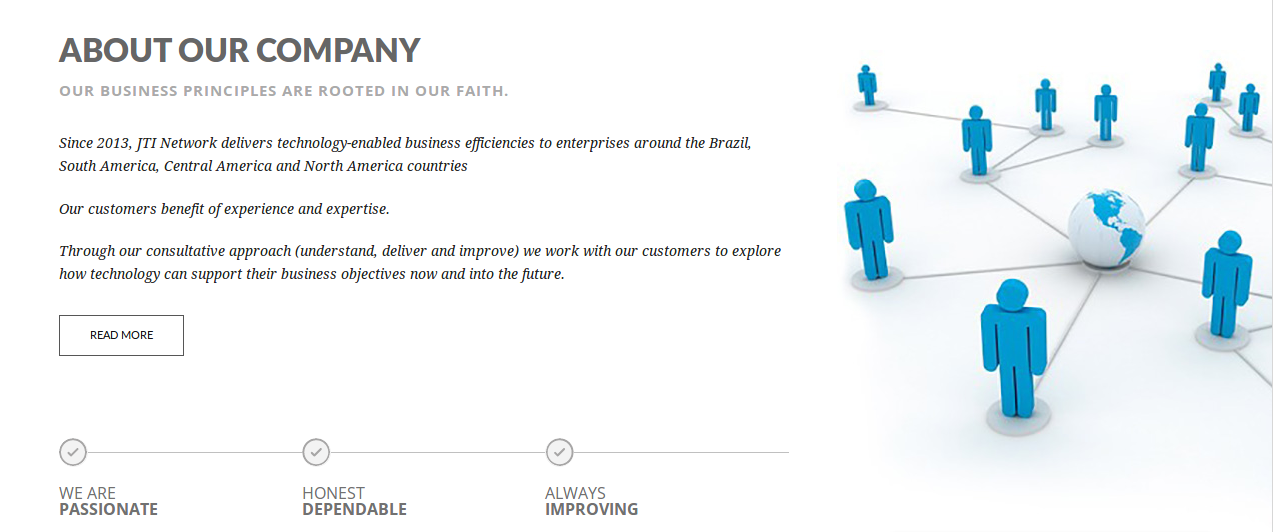 ABOUT OUR COMPANY
OUR BUSINESS PRINCIPLES ARE ROOTED IN OUR FAITH.
Since 2013, JTI Network delivers technology-enabled business efficiencies to enterprises around the Brazil,
South America, Central America and North America countries
Our customers benefit of experience and expertise.
Through our consultative approach (understand, deliver and improve) we work with our customers to explore
how technology can support their business objectives now and into the future.
READ MORE
WE ARE
PASSIONATE
HONEST
DEPENDABLE
ALWAYS
IMPROVING